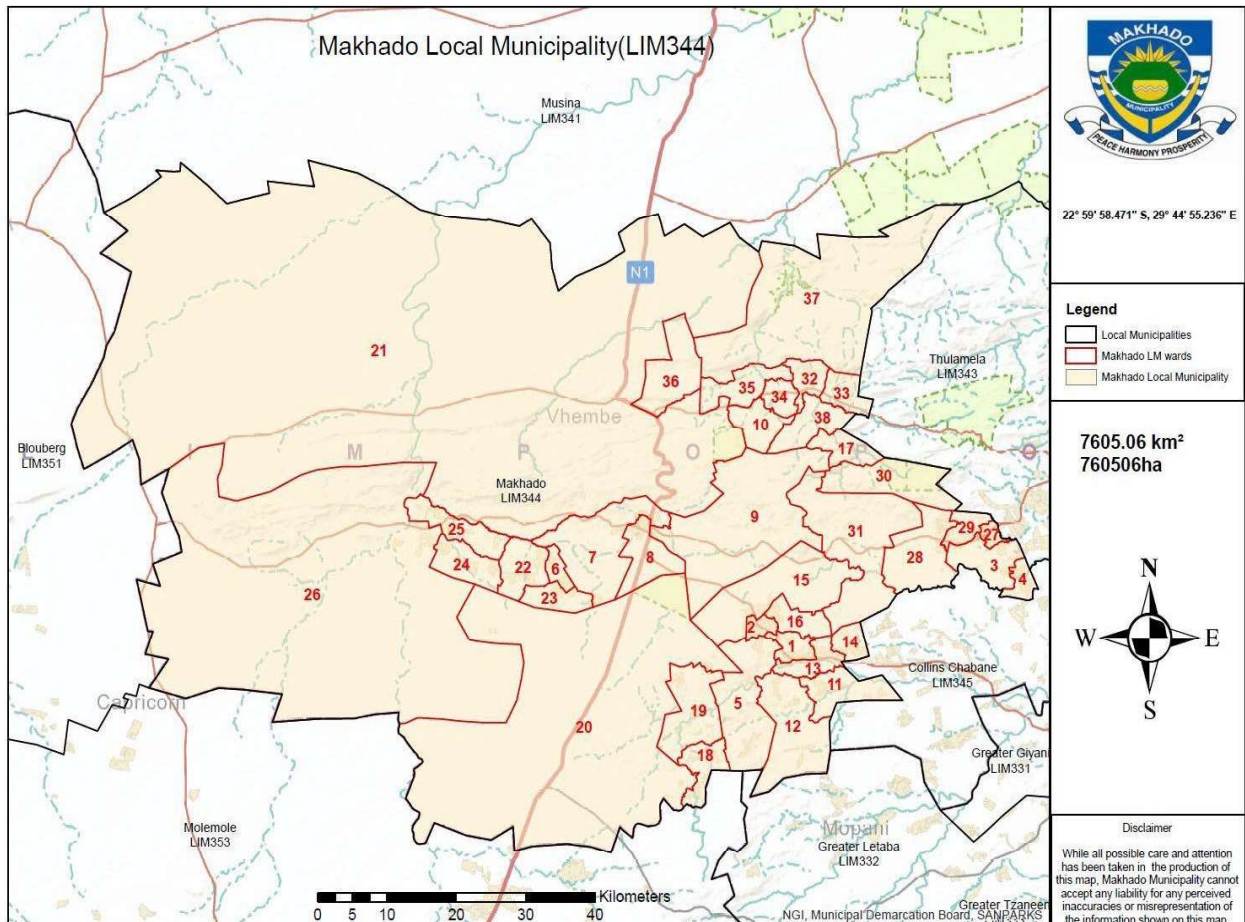 Makhado Local Municipality(LIM344)
Musina
LIM341
N1
37
21
36
35
32
34
33
Thulamela
LIM343
Vhembe
10
38
17
Blouberg
LIM351
L I M P O P O
30
Makhado
LIM344
9
25
31
29
27
24
22
6
7
8
28
3
4
23
15
26
2
16
1
14
13
11
Collins Chabane
LIM345
Capricorn
19
5
20
12
18
Greater Giyani
LIM331
Molemole
LIM353
Mopani
Greater Letaba
LIM332
Kilometers
0 5 10 20 30 40
Greater Tzaneen
NGI, Municipal Demarcation Board, SANPARKS
MAKHADO
MUNICIPALITY
PEACE HARMONY PROSPERITY
22° 59' 58.471" S, 29° 44' 55.236" E
Legend
Local Municipalities
Makhado LM wards
Makhado Local Municipality
7605.06 km²
760506ha
N
W E
S
Disclaimer
While all possible care and attention
has been taken in the production of
this map, Makhado Municipality cannot
accept any liability for any perceived
inaccuracies or misrepresentation of
the information shown on this map